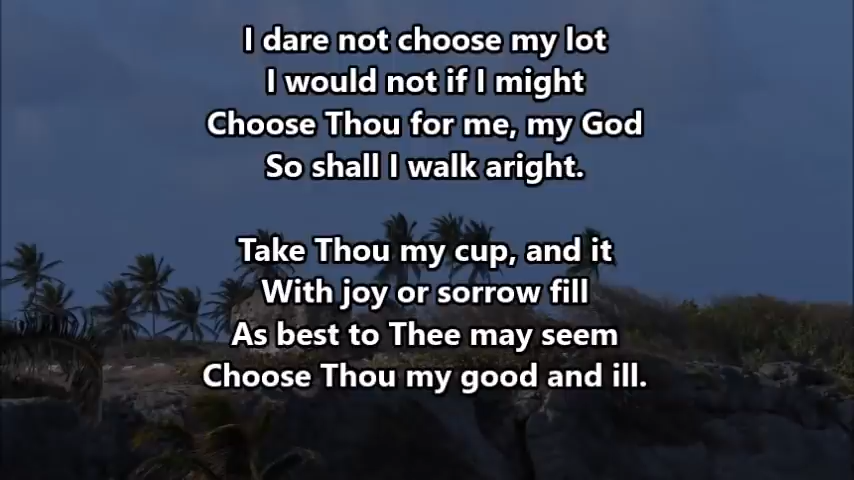 I dare not choose my lot
I would not if I might
Choose Thou for me, my God
So shall I walk aright.
Take Thou my cup, and it
With joy or sorrow fill
As best to Thee may seem
Choose Thou my good and ill.